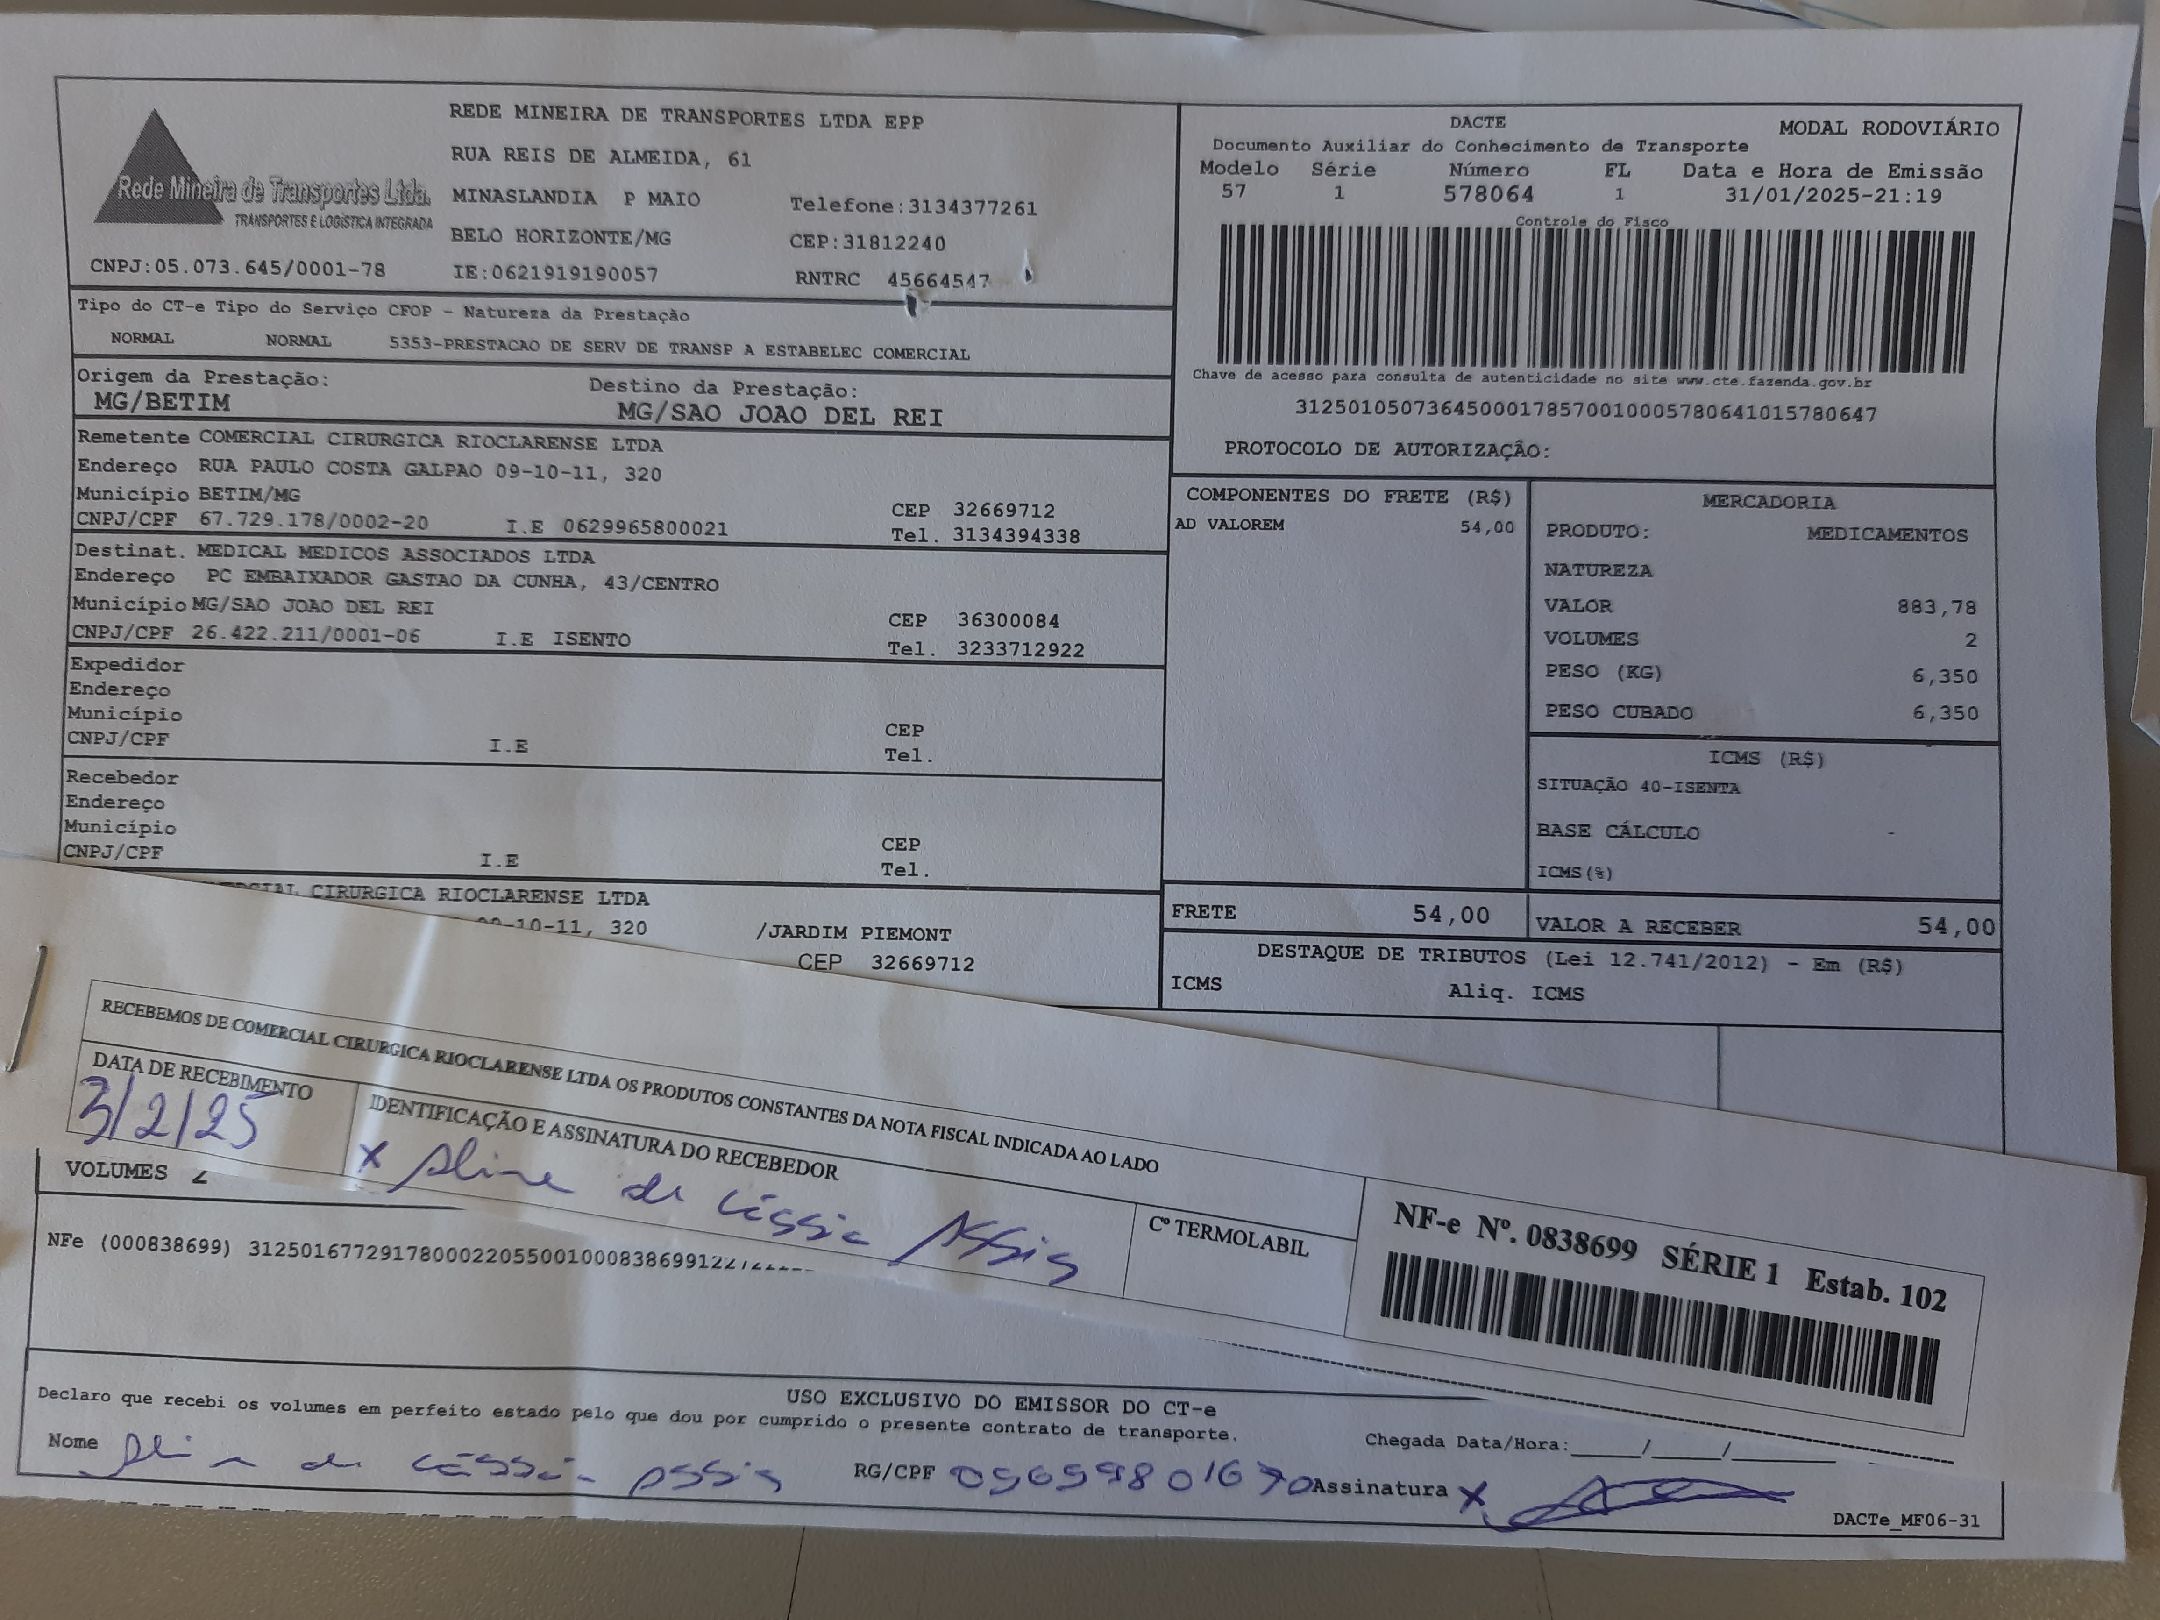 Rede Mineira de Transportes Ltda.
TRANSPORTES E LOGÍSTICA INTEGRADA
CNPJ:05.073.645/0001-78
REDE MINEIRA DE TRANSPORTES LTDA EPP
RUA REIS DE ALMEIDA, 61
MINASLANDIA P MAIO Telefone:3134377261
BELO HORIZONTE/MG CEP:31812240
IE:0621919190057 RNTRC 45664547
DACTE MODAL RODOVIÁRIO
Documento Auxiliar do Conhecimento de Transporte
Modelo Série Número FL Data e Hora de Emissão
57 1 578064 1 31/01/2025-21:19
Controle do Fisco
Chave de acesso para consulta de autenticidade no site www.cte.fazenda.gov.br
31250105073645000178570010005780641015780647
PROTOCOLO DE AUTORIZAÇÃO:
Tipo do CT-e Tipo do Serviço CFOP - Natureza da Prestação
NORMAL NORMAL 5353-PRESTACAO DE SERV DE TRANSP A ESTABELEC COMERCIAL
Origem da Prestação: Destino da Prestação:
MG/BETIM MG/SAO JOAO DEL REI
Remetente COMERCIAL CIRURGICA RIOCLARENSE LTDA
Endereço RUA PAULO COSTA GALPAO 09-10-11, 320
Município BETIM/MG CEP 32669712
CNPJ/CPF 67.729.178/0002-20 I.E 0629965800021 Tel. 3134394338
Destinat. MEDICAL MEDICOS ASSOCIADOS LTDA
Endereço PC EMBAIXADOR GASTAO DA CUNHA, 43/CENTRO
Município MG/SAO JOAO DEL REI CEP 36300084
CNPJ/CPF 26.422.211/0001-06 I.E ISENTO Tel. 3233712922
Expedidor
Endereço
Município CEP
CNPJ/CPF I.E Tel.
Recebedor
Endereço
Município CEP
CNPJ/CPF I.E Tel.
CIRURGICA RIOCLARENSE LTDA
-10-11, 320 /JARDIM PIEMONT
CEP 32669712
COMPONENTES DO FRETE (R$)
AD VALOREM 54,00
MERCADORIA
PRODUTO: MEDICAMENTOS
NATUREZA
VALOR 883,78
VOLUMES 2
PESO (KG) 6,350
PESO CUBADO 6,350
ICMS (R$)
SITUAÇÃO 40-ISENTA
BASE CÁLCULO -
ICMS(%)
FRETE 54,00 VALOR A RECEBER 54,00
DESTAQUE DE TRIBUTOS (Lei 12.741/2012) - Em (R$)
ICMS Aliq. ICMS
RECEBEMOS DE COMERCIAL CIRURGICA RIOCLARENSE LTDA OS PRODUTOS CONSTANTES DA NOTA FISCAL INDICADA AO LADO
DATA DE RECEBIMENTO IDENTIFICAÇÃO E ASSINATURA DO RECEBEDOR
3/2/25 x Aline de Cássia Assis
Cº TERMOLABIL
NF-e Nº. 0838699 SÉRIE 1 Estab. 102
VOLUMES 2
NFe (000838699) 312501677291780002205500100083869912
USO EXCLUSIVO DO EMISSOR DO CT-e
Declaro que recebi os volumes em perfeito estado pelo que dou por cumprido o presente contrato de transporte.
Chegada Data/Hora:____/____/____
Nome Aline de Cássia Assis RG/CPF 05659801670 Assinatura x
DACTe_MF06-31